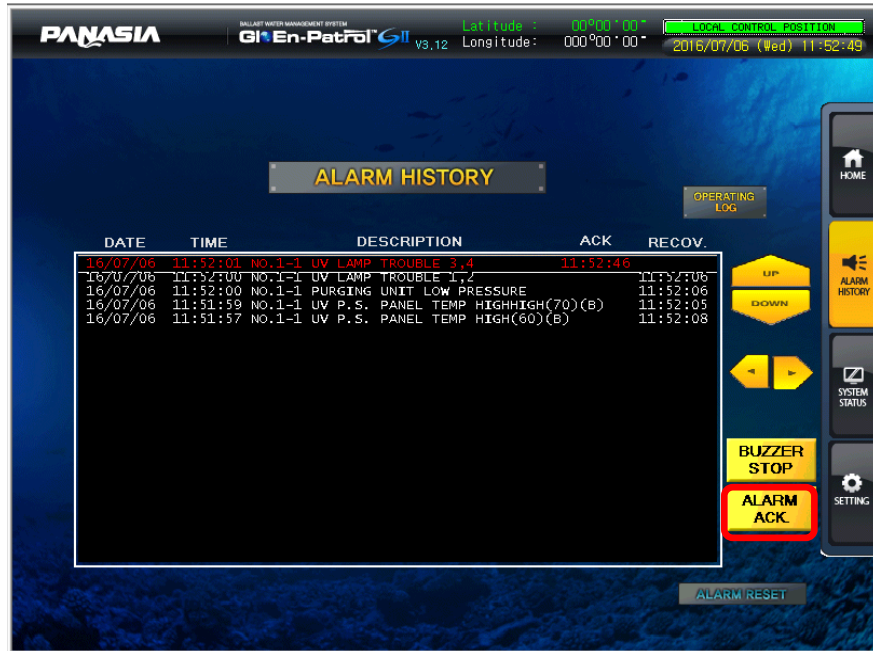 PANASIA
BALLAST WATER MANAGEMENT SYSTEM
GloEn-Patrol™ GII V3.12
Latitude : 00°00'00"
Longitude: 000°00'00"
LOCAL CONTROL POSITION
2016/07/06 (Wed) 11:52:49
ALARM HISTORY
OPERATING
LOG
DATE TIME DESCRIPTION ACK RECOV.
16/07/06 11:52:01 NO.1-1 UV LAMP TROUBLE 3,4 11:52:46
16/07/06 11:52:00 NO.1-1 UV LAMP TROUBLE 1,2 11:52:06
16/07/06 11:52:00 NO.1-1 PURGING UNIT LOW PRESSURE 11:52:06
16/07/06 11:51:59 NO.1-1 UV P.S. PANEL TEMP HIGHHIGH(70)(B) 11:52:05
16/07/06 11:51:57 NO.1-1 UV P.S. PANEL TEMP HIGH(60)(B) 11:52:08
UP
DOWN
BUZZER
STOP
ALARM
ACK.
ALARM RESET
HOME
ALARM
HISTORY
SYSTEM
STATUS
SETTING